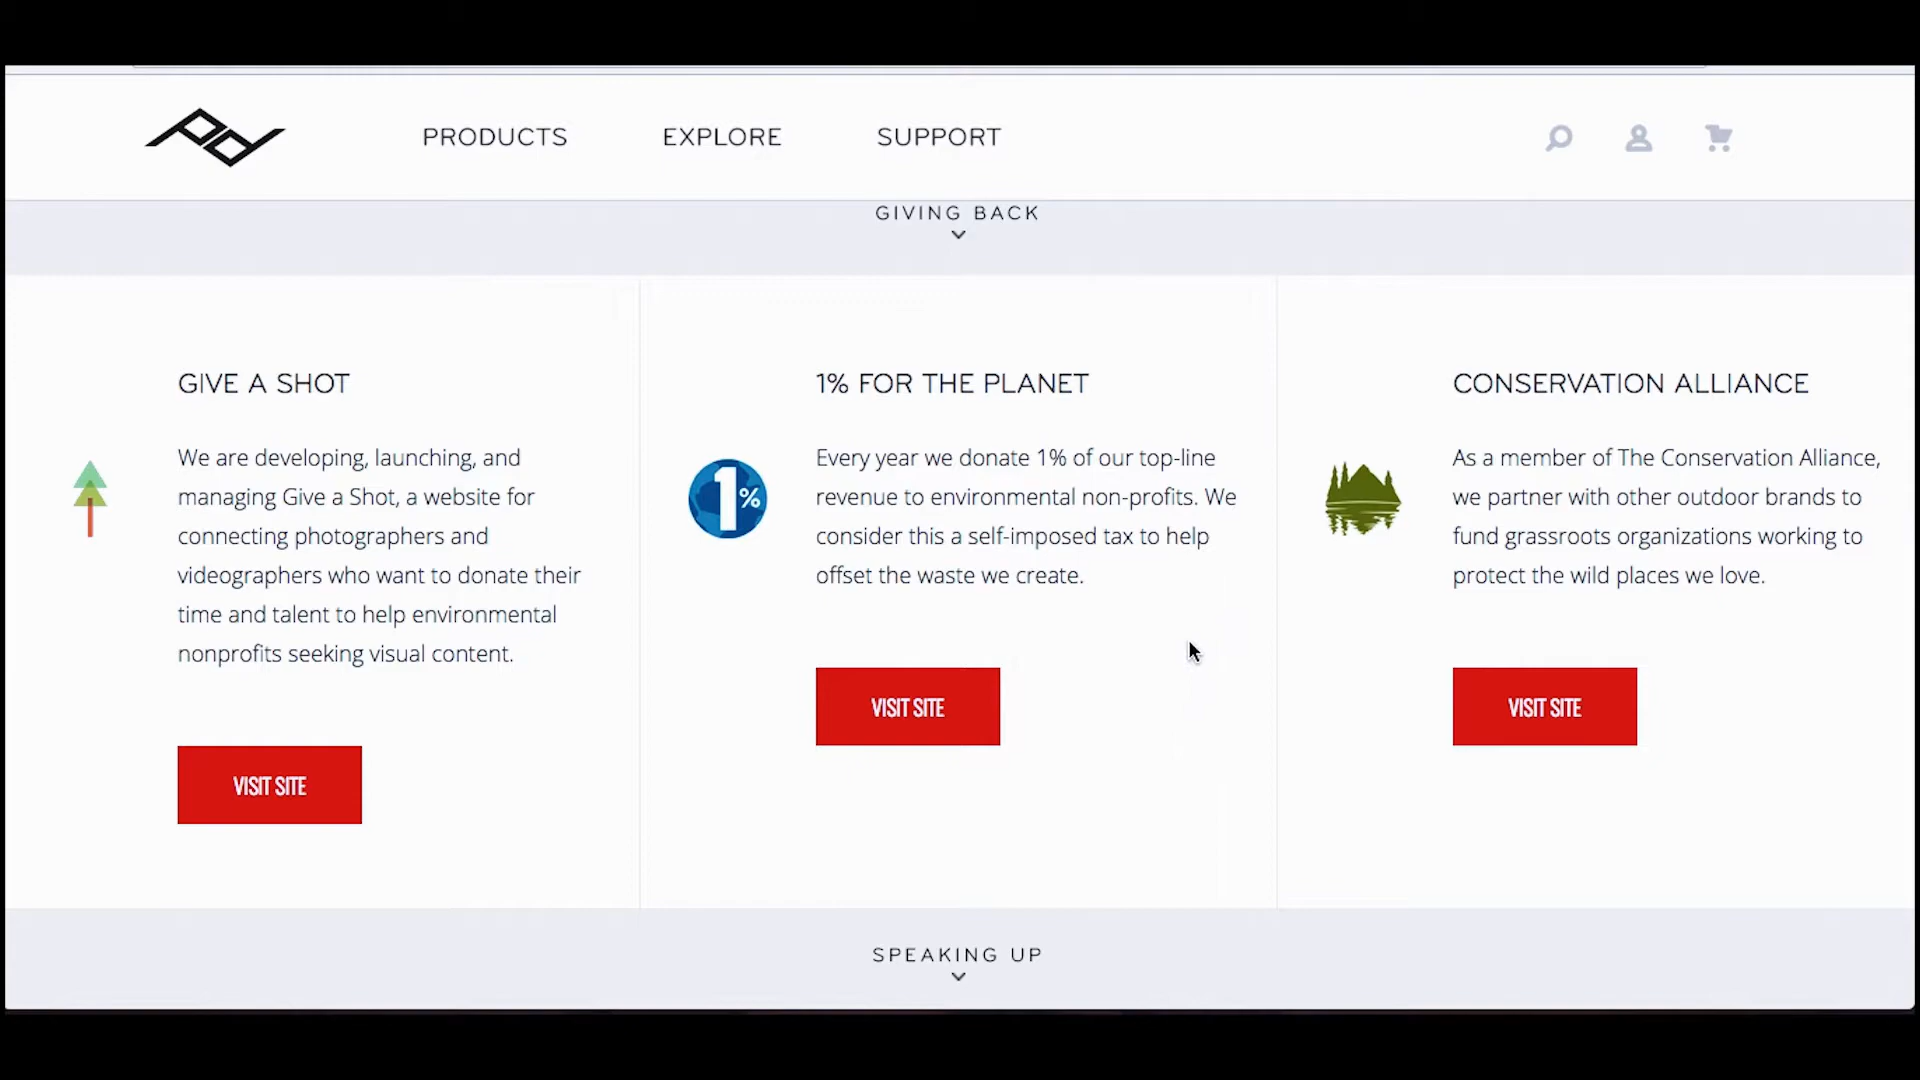 PRODUCTS
EXPLORE
SUPPORT
GIVING BACK
GIVE A SHOT
We are developing, launching, and
managing Give a Shot, a website for
connecting photographers and
videographers who want to donate their
time and talent to help environmental
nonprofits seeking visual content.
VISIT SITE
1%
1% FOR THE PLANET
Every year we donate 1% of our top-line
revenue to environmental non-profits. We
consider this a self-imposed tax to help
offset the waste we create.
VISIT SITE
CONSERVATION ALLIANCE
As a member of The Conservation Alliance,
we partner with other outdoor brands to
fund grassroots organizations working to
protect the wild places we love.
VISIT SITE
SPEAKING UP